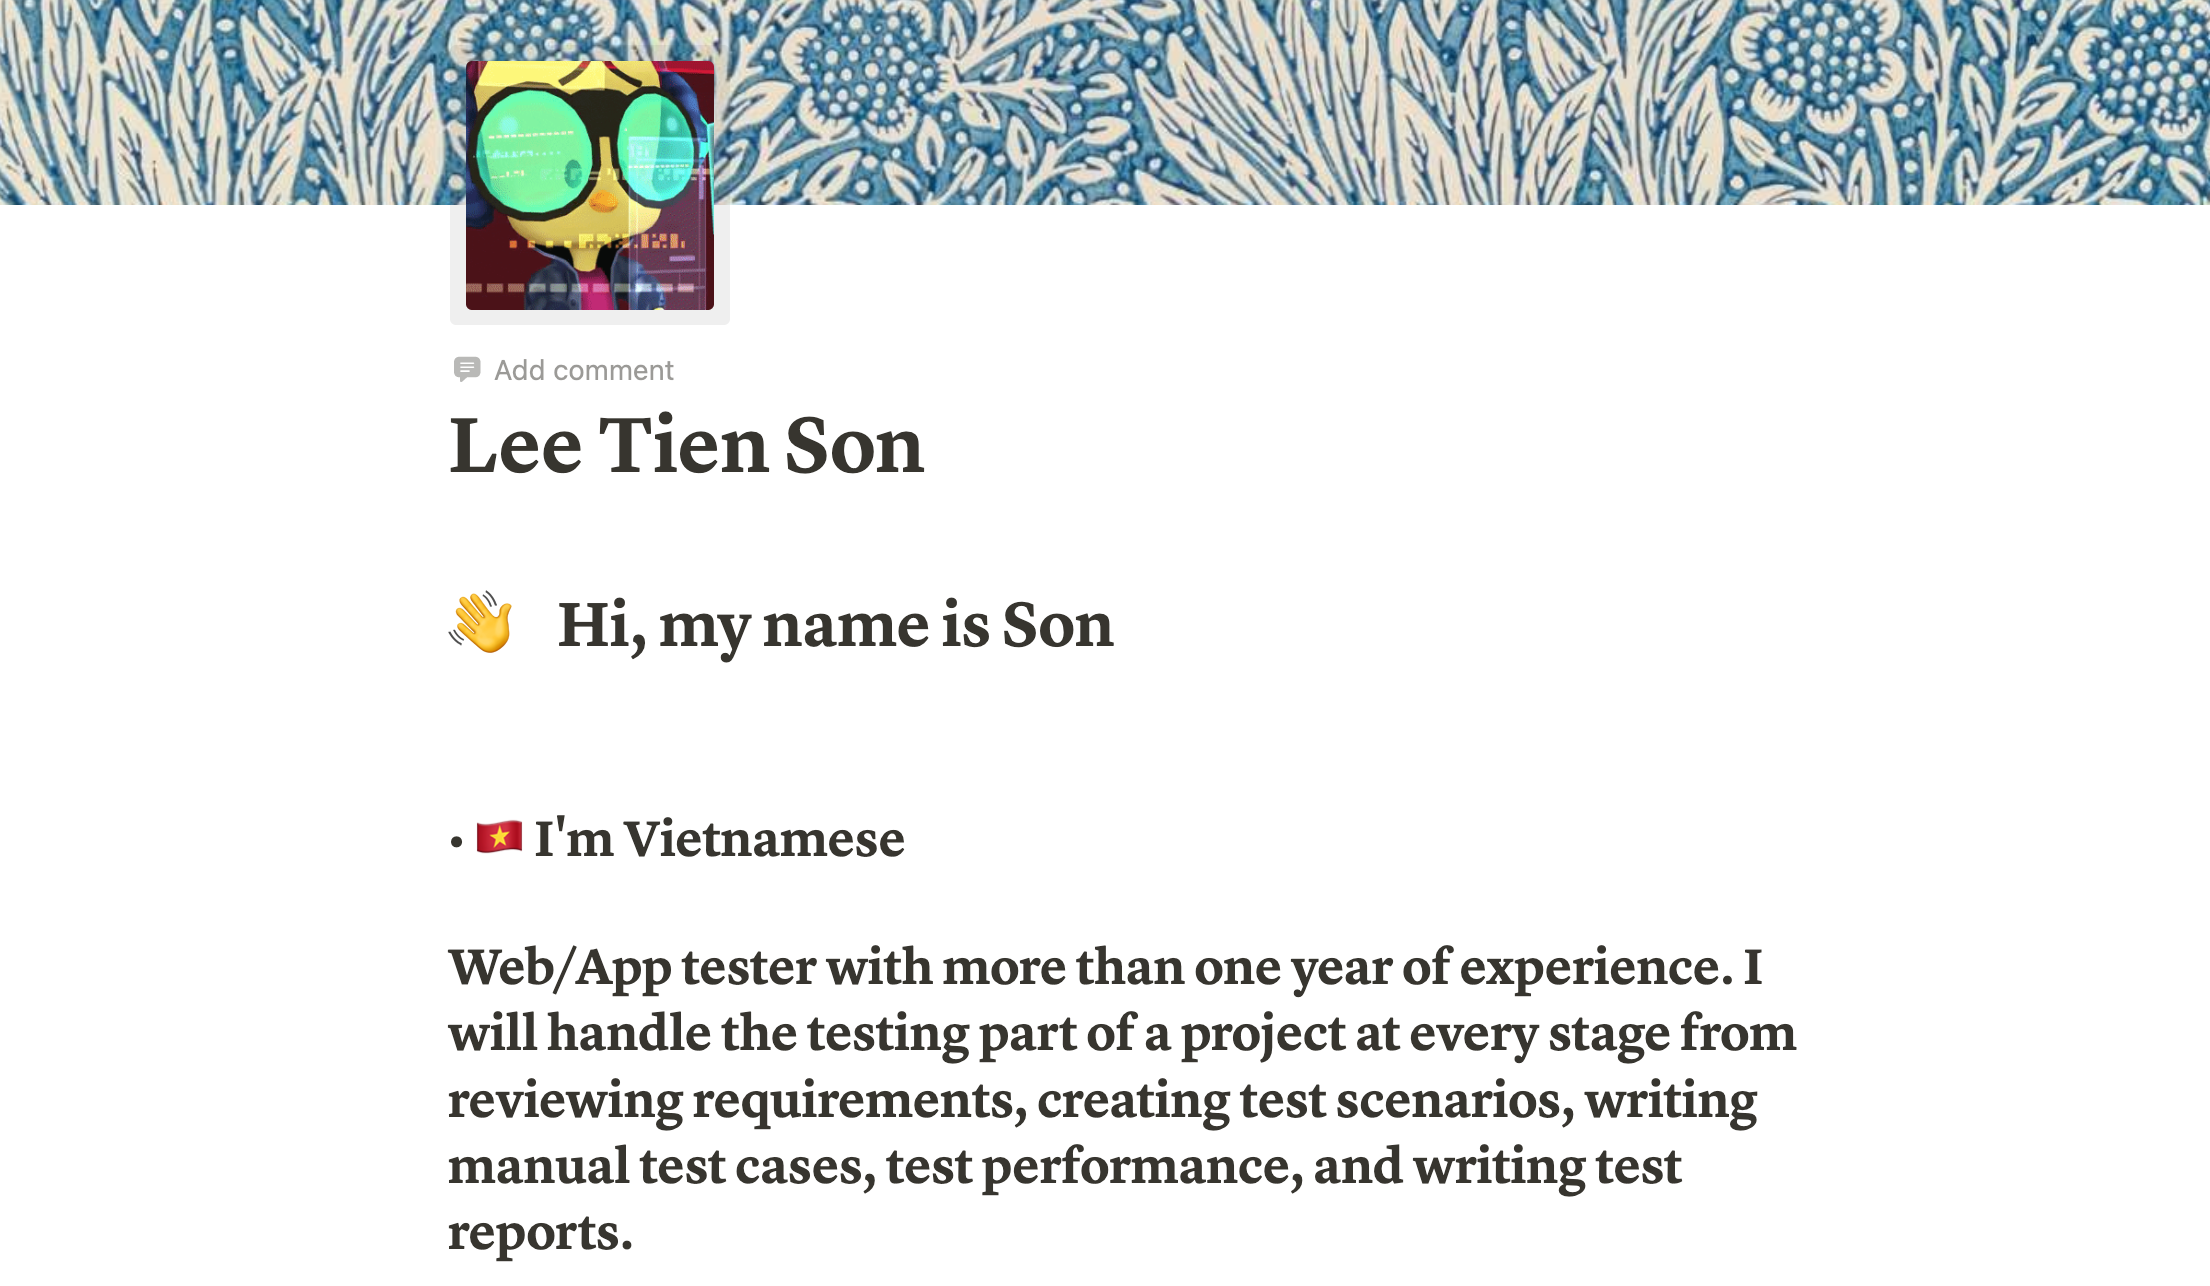 Add comment
Lee Tien Son
👋 Hi, my name is Son
• 🇻🇳 I'm Vietnamese
Web/App tester with more than one year of experience. I
will handle the testing part of a project at every stage from
reviewing requirements, creating test scenarios, writing
manual test cases, test performance, and writing test
reports.